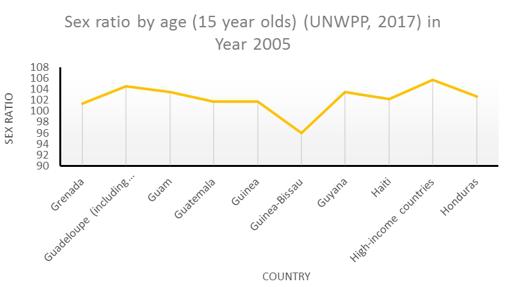 Sex ratio by age (15 year olds) (UNWPP, 2017) in
Year 2005
108
106
104
102
100
98
96
94
92
90
SEX RATIO
Grenada
Guadeloupe (including…
Guam
Guatemala
Guinea
Guinea-Bissau
Guyana
Haiti
High-income countries
Honduras
COUNTRY